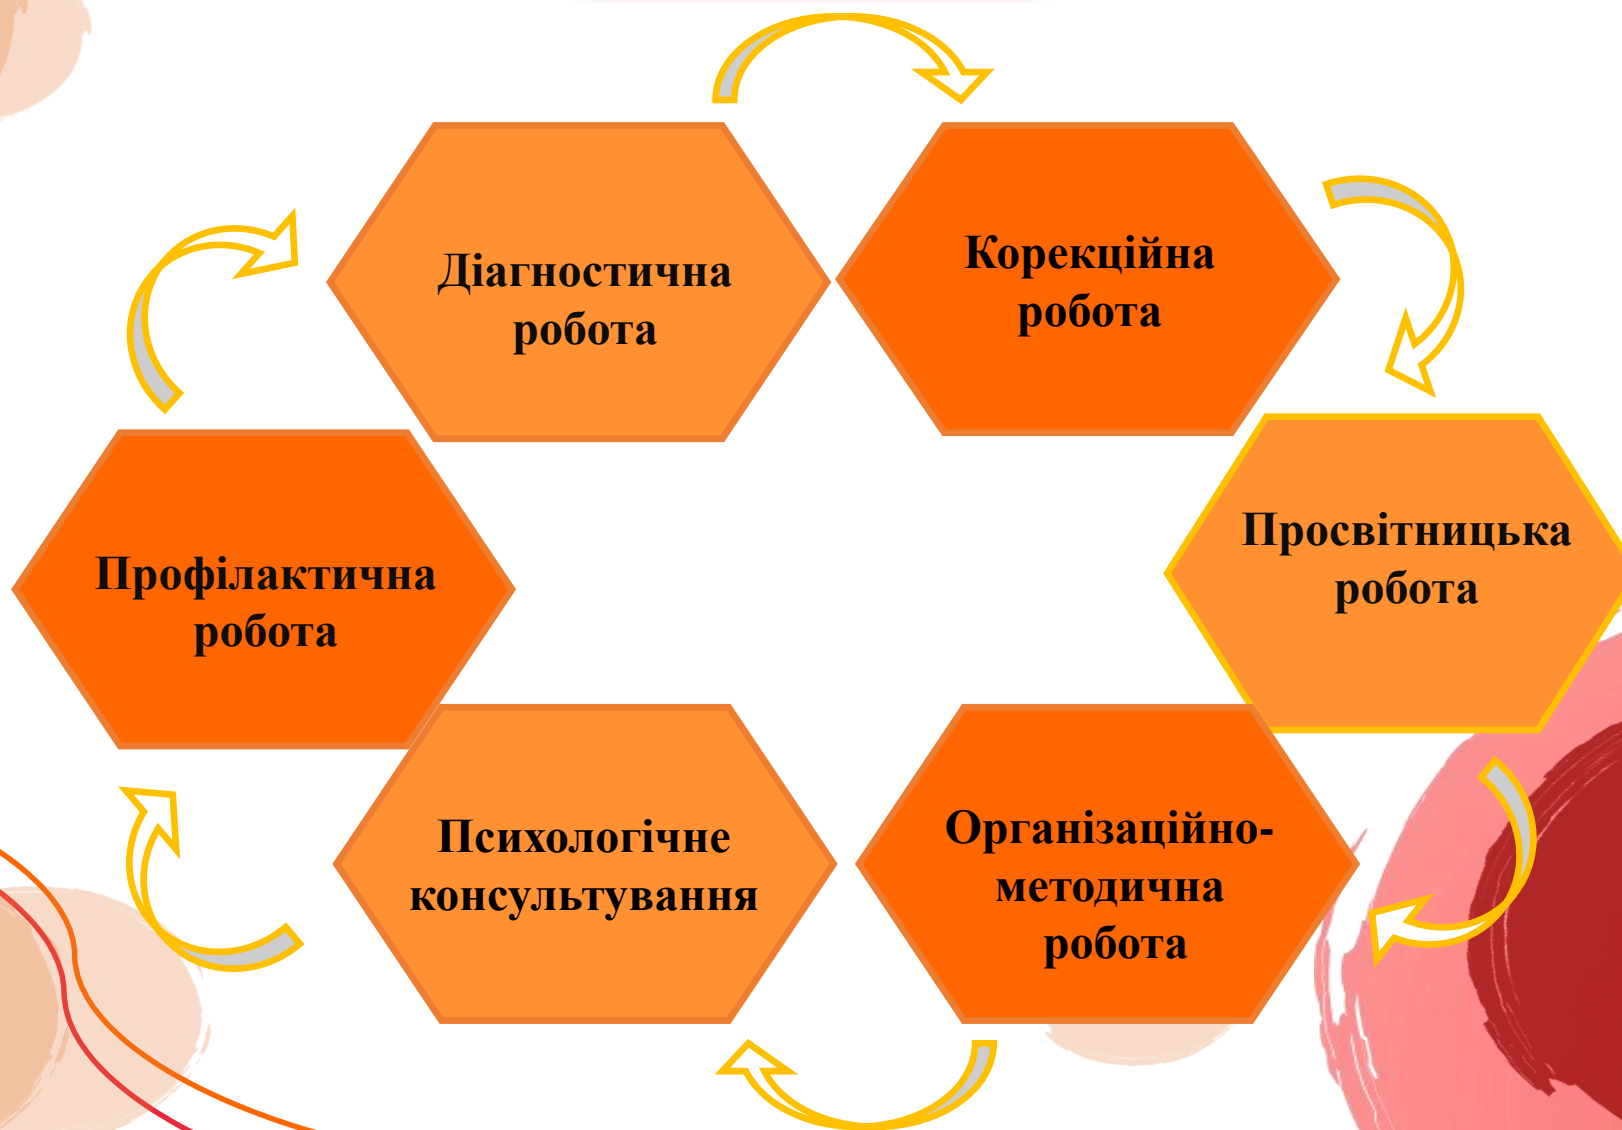 Діагностична
робота
Корекційна
робота
Просвітницька
робота
Організаційно-
методична
робота
Психологічне
консультування
Профілактична
робота